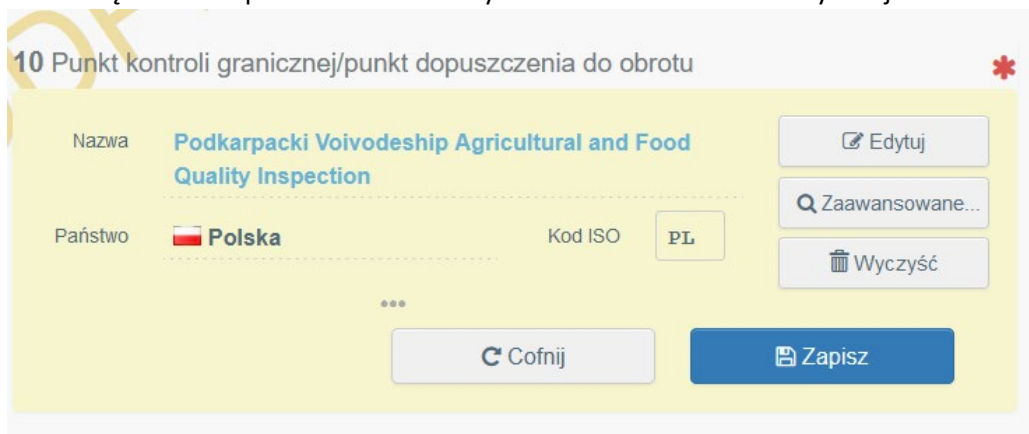 10 Punkt kontroli granicznej/punkt dopuszczenia do obrotu
Nazwa
Podkarpacki Voivodeship Agricultural and Food
Quality Inspection
Edytuj
Zaawansowane...
Państwo
Polska
Kod ISO
PL
Wyczyść
Cofnij
Zapisz